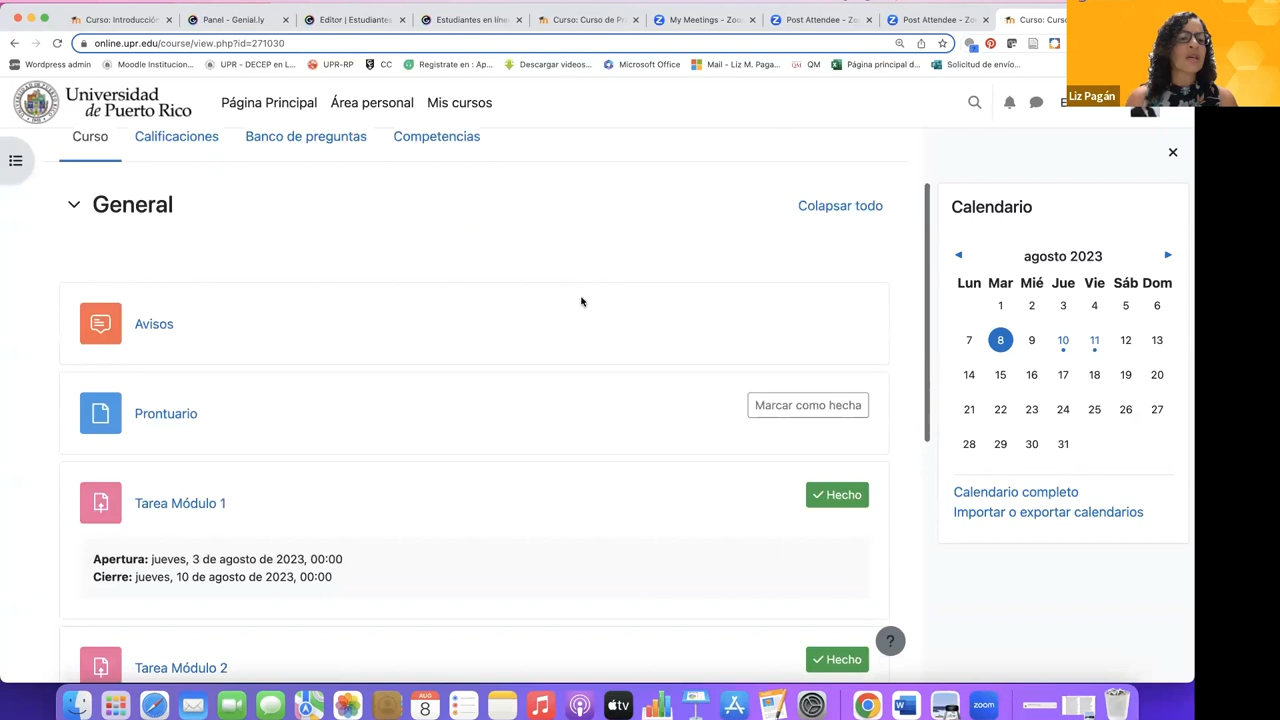 Curso: Introducción
Panel - Genial.ly
Editor | Estudiantes
Estudiantes en líne
Curso: Curso de Pr
My Meetings - Zoo
Post Attendee - Zo
Post Attendee - Zo
Curso: Curs
online.upr.edu/course/view.php?id=271030
Wordpress admin
Moodle Institucion...
UPR - DECEP en L...
UPR-RP
CC
Registrate en : Ap...
Descargar videos...
Microsoft Office
Mail - Liz M. Paga...
QM
Página principal d...
Solicitud de envío...
Liz Pagán
Universidad
de Puerto Rico
Página Principal
Área personal
Mis cursos
Curso
Calificaciones
Banco de preguntas
Competencias
General
Colapsar todo
Avisos
Prontuario
Marcar como hecha
Tarea Módulo 1
Hecho
Apertura: jueves, 3 de agosto de 2023, 00:00
Cierre: jueves, 10 de agosto de 2023, 00:00
Tarea Módulo 2
Hecho
?
Calendario
agosto 2023
Lun Mar Mié Jue Vie Sáb Dom
1 2 3 4 5 6
7 8 9 10 11 12 13
14 15 16 17 18 19 20
21 22 23 24 25 26 27
28 29 30 31
Calendario completo
Importar o exportar calendarios
AUG
8
tv
zoom